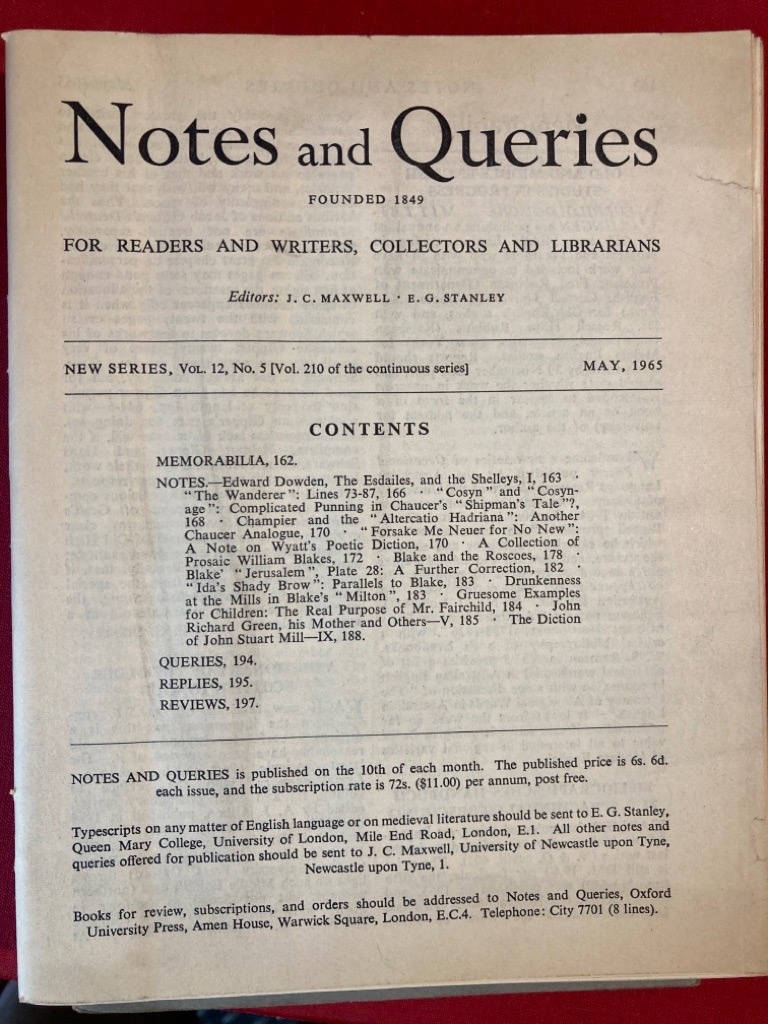 Notes and Queries
FOUNDED 1849
FOR READERS AND WRITERS, COLLECTORS AND LIBRARIANS
Editors: J. C. MAXWELL · E. G. STANLEY
NEW SERIES, VOL. 12, No. 5 [Vol. 210 of the continuous series] MAY, 1965
CONTENTS
MEMORABILIA, 162.
NOTES.—Edward Dowden, The Esdailes, and the Shelleys, I, 163 ·
"The Wanderer": Lines 73-87, 166 · "Cosyn" and "Cosyn-
age": Complicated Punning in Chaucer's "Shipman's Tale"?,
168 · Champier and the "Altercatio Hadriana": Another
Chaucer Analogue, 170 · "Forsake Me Neuer for No New":
A Note on Wyatt's Poetic Diction, 170 · A Collection of
Prosaic William Blakes, 172 · Blake and the Roscoes, 178 ·
Blake' "Jerusalem", Plate 28: A Further Correction, 182 ·
"Ida's Shady Brow": Parallels to Blake, 183 · Drunkenness
at the Mills in Blake's "Milton", 183 · Gruesome Examples
for Children: The Real Purpose of Mr. Fairchild, 184 · John
Richard Green, his Mother and Others—V, 185 · The Diction
of John Stuart Mill—IX, 188.
QUERIES, 194.
REPLIES, 195.
REVIEWS, 197.
NOTES AND QUERIES is published on the 10th of each month. The published price is 6s. 6d.
each issue, and the subscription rate is 72s. ($11.00) per annum, post free.
Typescripts on any matter of English language or on medieval literature should be sent to E. G. Stanley,
Queen Mary College, University of London, Mile End Road, London, E.1. All other notes and
queries offered for publication should be sent to J. C. Maxwell, University of Newcastle upon Tyne,
Newcastle upon Tyne, 1.
Books for review, subscriptions, and orders should be addressed to Notes and Queries, Oxford
University Press, Amen House, Warwick Square, London, E.C.4. Telephone: City 7701 (8 lines).